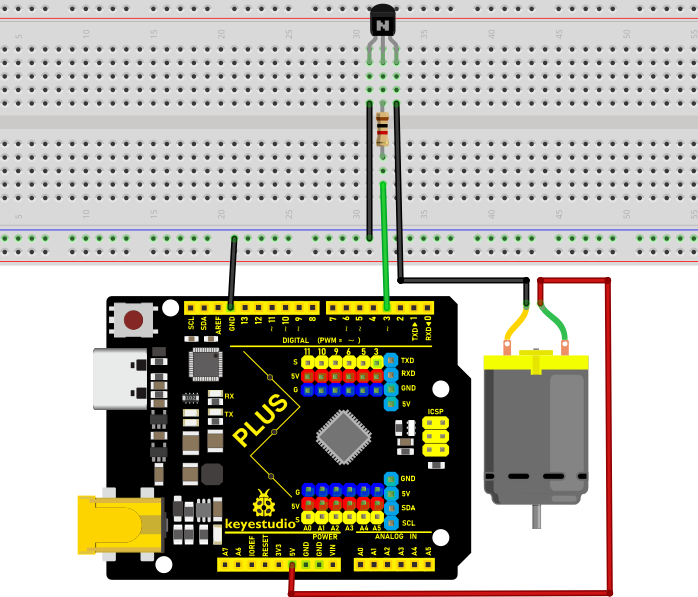 5 10 15 20 25 30 35 40 45 50 55
N
5 10 15 20 25 30 35 40 45 50 55
SCL SDA AREF GND 13 12 ~11 ~10 ~9 8 7 ~6 ~5 4 ~3 2 TXD▶1 RXD◀0
DIGITAL (PWM = ~)
11 10 9 6 5 3
S
5V
G
TXD
RXD
GND
5V
RX
TX
PLUS
ICSP
G
5V
S
GND
5V
SDA
SCL
A0 A1 A2 A3 A4 A5
keyestudio
POWER
ANALOG IN
A7 A6 IOREF RESET 3V3 5V GND GND VIN A0 A1 A2 A3 A4 A5